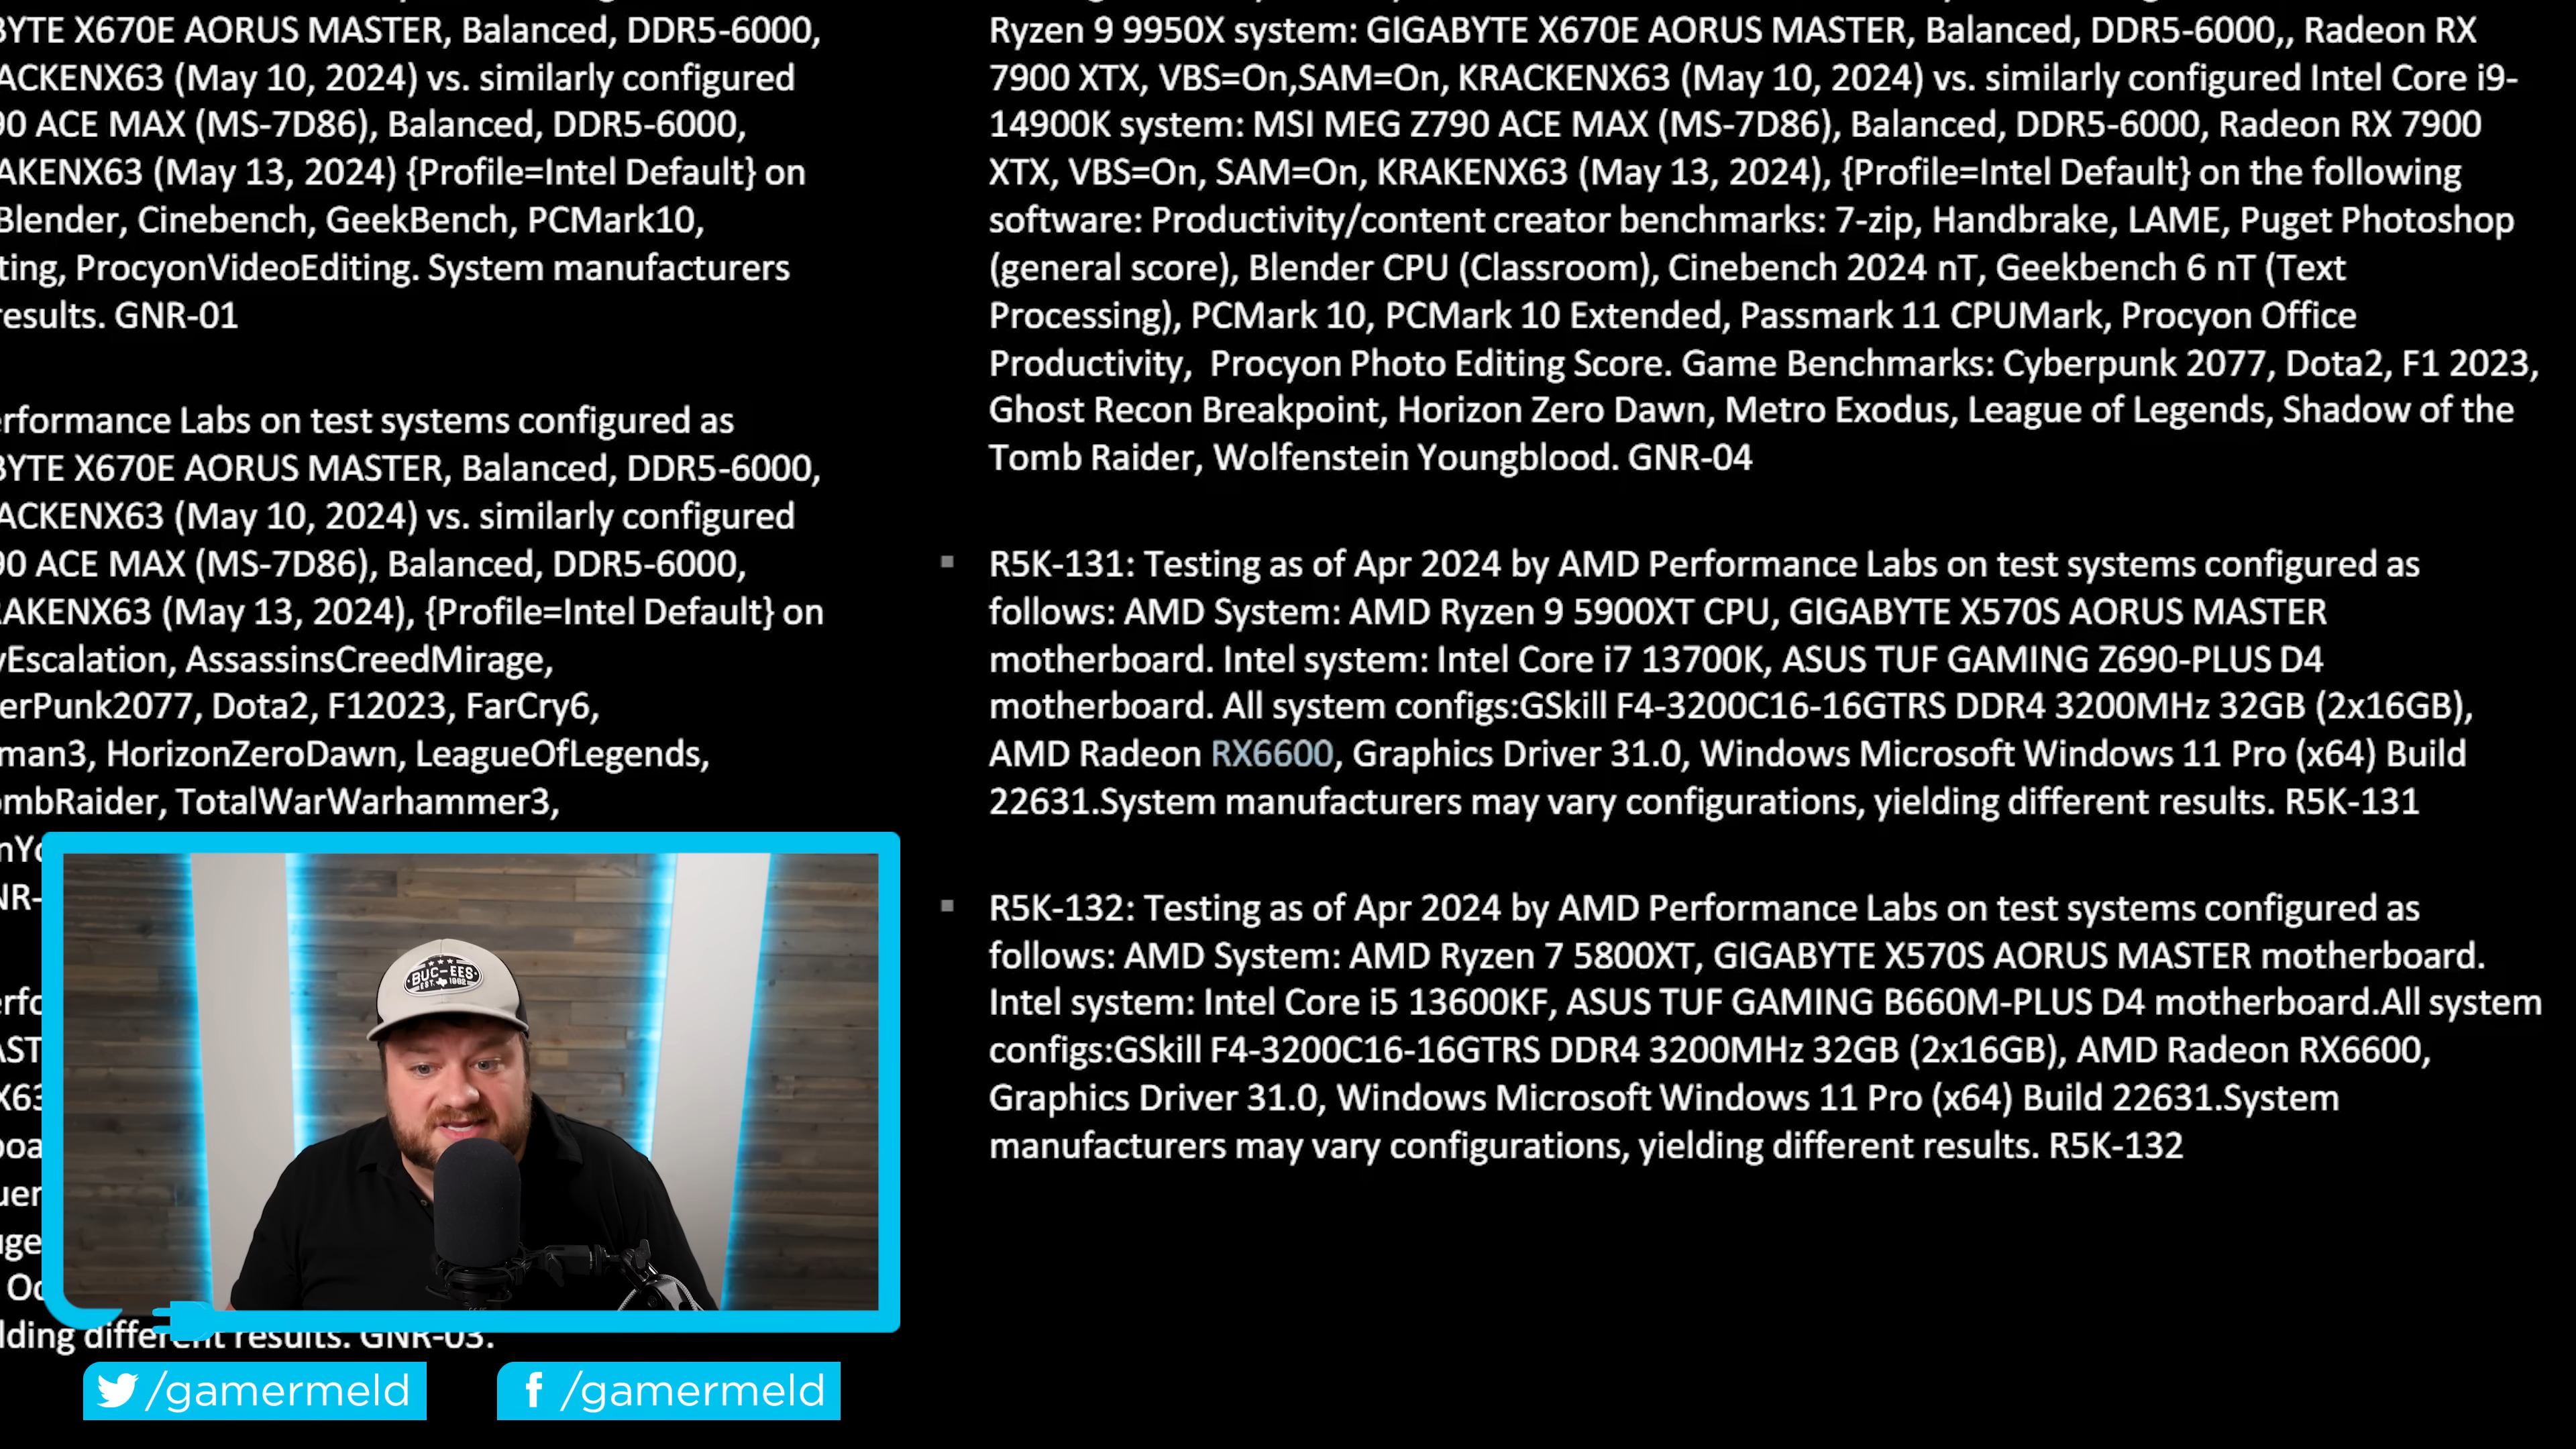 BYTE X670E AORUS MASTER, Balanced, DDR5-6000,
ACKENX63 (May 10, 2024) vs. similarly configured
90 ACE MAX (MS-7D86), Balanced, DDR5-6000,
AKENX63 (May 13, 2024) {Profile=Intel Default} on
Blender, Cinebench, GeekBench, PCMark10,
ting, ProcyonVideoEditing. System manufacturers
results. GNR-01
erformance Labs on test systems configured as
BYTE X670E AORUS MASTER, Balanced, DDR5-6000,
ACKENX63 (May 10, 2024) vs. similarly configured
90 ACE MAX (MS-7D86), Balanced, DDR5-6000,
RAKENX63 (May 13, 2024), {Profile=Intel Default} on
yEscalation, AssassinsCreedMirage,
erPunk2077, Dota2, F12023, FarCry6,
man3, HorizonZeroDawn, LeagueOfLegends,
ombRaider, TotalWarWarhammer3,
lding different results. GNR-03.
Ryzen 9 9950X system: GIGABYTE X670E AORUS MASTER, Balanced, DDR5-6000,, Radeon RX
7900 XTX, VBS=On,SAM=On, KRACKENX63 (May 10, 2024) vs. similarly configured Intel Core i9-
14900K system: MSI MEG Z790 ACE MAX (MS-7D86), Balanced, DDR5-6000, Radeon RX 7900
XTX, VBS=On, SAM=On, KRAKENX63 (May 13, 2024), {Profile=Intel Default} on the following
software: Productivity/content creator benchmarks: 7-zip, Handbrake, LAME, Puget Photoshop
(general score), Blender CPU (Classroom), Cinebench 2024 nT, Geekbench 6 nT (Text
Processing), PCMark 10, PCMark 10 Extended, Passmark 11 CPUMark, Procyon Office
Productivity,  Procyon Photo Editing Score. Game Benchmarks: Cyberpunk 2077, Dota2, F1 2023,
Ghost Recon Breakpoint, Horizon Zero Dawn, Metro Exodus, League of Legends, Shadow of the
Tomb Raider, Wolfenstein Youngblood. GNR-04
▪ R5K-131: Testing as of Apr 2024 by AMD Performance Labs on test systems configured as
follows: AMD System: AMD Ryzen 9 5900XT CPU, GIGABYTE X570S AORUS MASTER
motherboard. Intel system: Intel Core i7 13700K, ASUS TUF GAMING Z690-PLUS D4
motherboard. All system configs:GSkill F4-3200C16-16GTRS DDR4 3200MHz 32GB (2x16GB),
AMD Radeon RX6600, Graphics Driver 31.0, Windows Microsoft Windows 11 Pro (x64) Build
22631.System manufacturers may vary configurations, yielding different results. R5K-131
▪ R5K-132: Testing as of Apr 2024 by AMD Performance Labs on test systems configured as
follows: AMD System: AMD Ryzen 7 5800XT, GIGABYTE X570S AORUS MASTER motherboard.
Intel system: Intel Core i5 13600KF, ASUS TUF GAMING B660M-PLUS D4 motherboard.All system
configs:GSkill F4-3200C16-16GTRS DDR4 3200MHz 32GB (2x16GB), AMD Radeon RX6600,
Graphics Driver 31.0, Windows Microsoft Windows 11 Pro (x64) Build 22631.System
manufacturers may vary configurations, yielding different results. R5K-132
BUC-EES
EST. 1982
/gamermeld
f /gamermeld